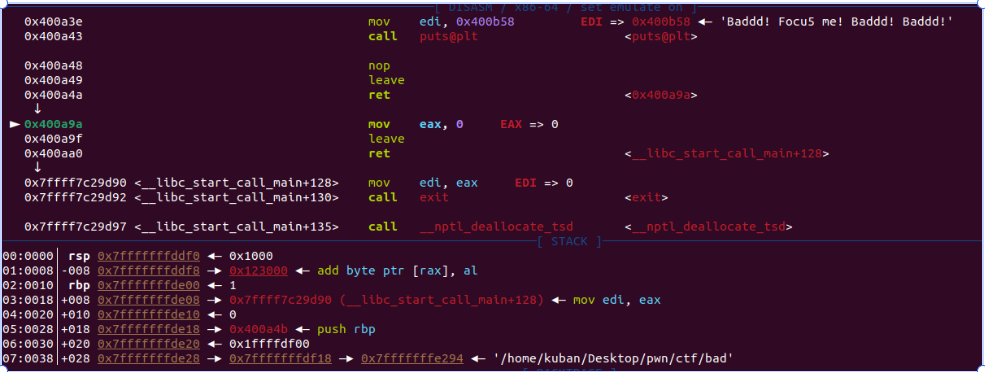 [ DISASM / x86-64 / set emulate on ]
0x400a3e mov edi, 0x400b58 EDI => 0x400b58 ◂— 'Baddd! Focu5 me! Baddd! Baddd!'
0x400a43 call puts@plt <puts@plt>
0x400a48 nop
0x400a49 leave
0x400a4a ret <0x400a9a>
↓
► 0x400a9a mov eax, 0 EAX => 0
0x400a9f leave
0x400aa0 ret <__libc_start_call_main+128>
↓
0x7ffff7c29d90 <__libc_start_call_main+128> mov edi, eax EDI => 0
0x7ffff7c29d92 <__libc_start_call_main+130> call exit <exit>
0x7ffff7c29d97 <__libc_start_call_main+135> call __nptl_deallocate_tsd <__nptl_deallocate_tsd>
[ STACK ]
00:0000│ rsp 0x7fffffffddf0 ◂— 0x1000
01:0008│-008 0x7fffffffddf8 —▸ 0x123000 ◂— add byte ptr [rax], al
02:0010│ rbp 0x7fffffffde00 ◂— 1
03:0018│+008 0x7fffffffde08 —▸ 0x7ffff7c29d90 (__libc_start_call_main+128) ◂— mov edi, eax
04:0020│+010 0x7fffffffde10 ◂— 0
05:0028│+018 0x7fffffffde18 —▸ 0x400a4b ◂— push rbp
06:0030│+020 0x7fffffffde20 ◂— 0x1ffffdf00
07:0038│+028 0x7fffffffde28 —▸ 0x7fffffffdf18 —▸ 0x7fffffffe294 ◂— '/home/kuban/Desktop/pwn/ctf/bad'
[ BACKTRACE ]